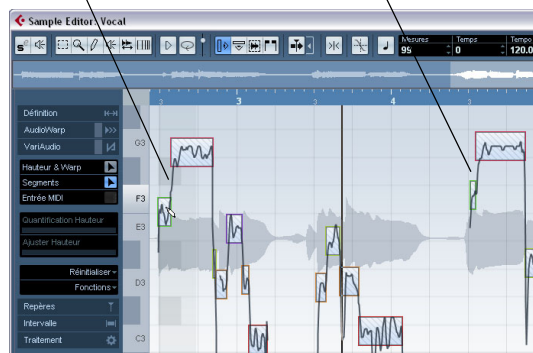 Sample Editor: Vocal
Mesures Temps Tempo
99 0 120.0
3 3 3 4 3
Définition
AudioWarp
VariAudio
Hauteur & Warp
Segments
Entrée MIDI
Quantification Hauteur
Ajuster Hauteur
Réinitialiser
Fonctions
Repères
Intervalle
Traitement
G3
F3
E3
D3
C3